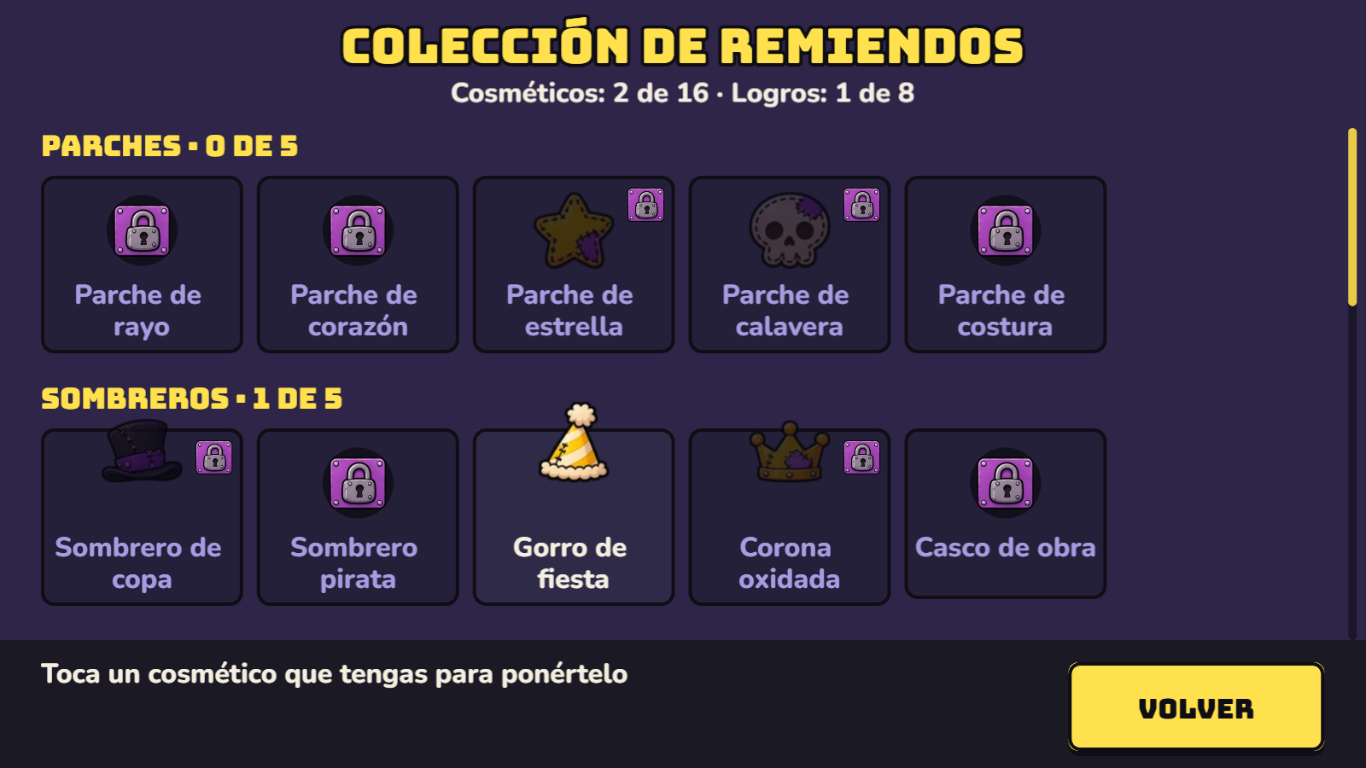 COLECCIÓN DE REMIENDOS
Cosméticos: 2 de 16 · Logros: 1 de 8
PARCHES · 0 DE 5
Parche de
rayo
Parche de
corazón
Parche de
estrella
Parche de
calavera
Parche de
costura
SOMBREROS · 1 DE 5
Sombrero de
copa
Sombrero
pirata
Gorro de
fiesta
Corona
oxidada
Casco de obra
Toca un cosmético que tengas para ponértelo
VOLVER